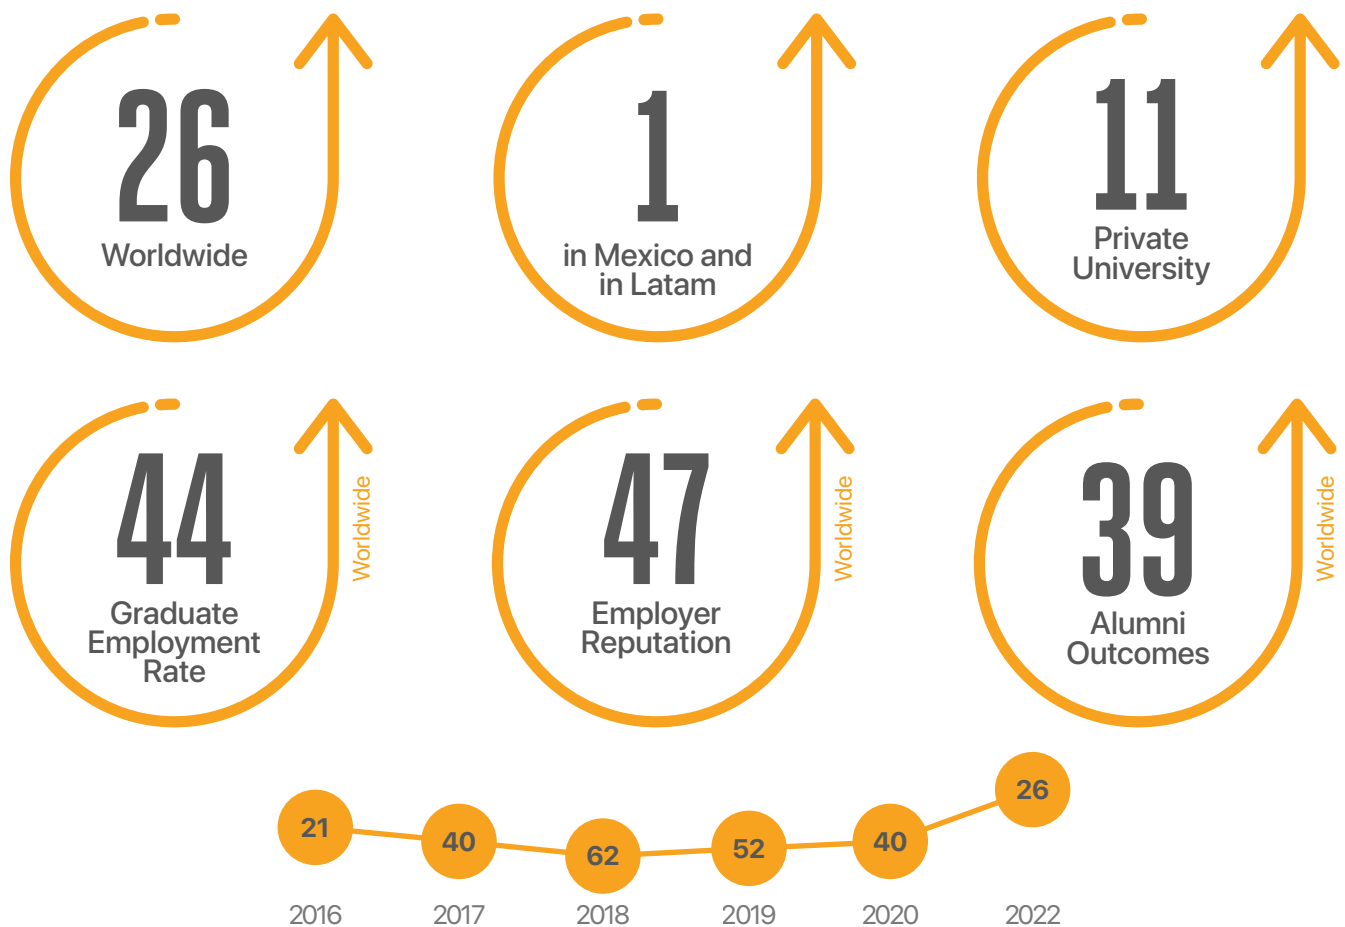 26
Worldwide
1
in Mexico and
in Latam
11
Private
University
44
Graduate
Employment
Rate
Worldwide
47
Employer
Reputation
Worldwide
39
Alumni
Outcomes
Worldwide
21
40
62
52
40
26
2016
2017
2018
2019
2020
2022